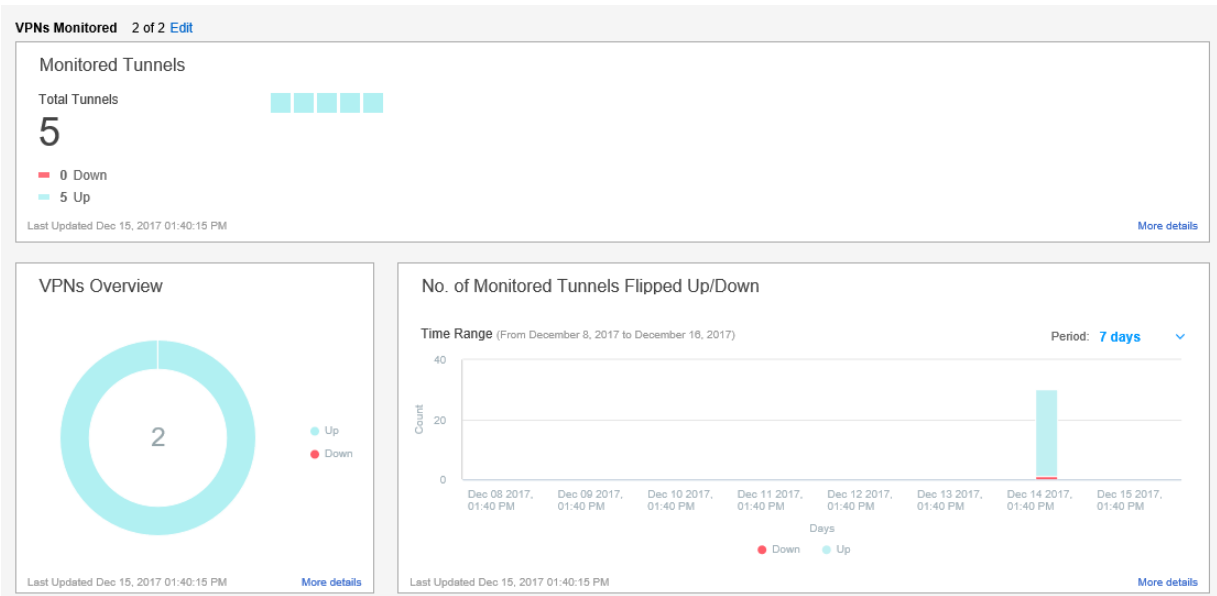 VPNs Monitored 2 of 2 Edit
Monitored Tunnels
Total Tunnels
5
0 Down
5 Up
Last Updated Dec 15, 2017 01:40:15 PM
More details
VPNs Overview
2
Up
Down
Last Updated Dec 15, 2017 01:40:15 PM
More details
No. of Monitored Tunnels Flipped Up/Down
Time Range (From December 8, 2017 to December 16, 2017)
Period: 7 days
40
20
0
Count
Dec 08 2017, 01:40 PM
Dec 09 2017, 01:40 PM
Dec 10 2017, 01:40 PM
Dec 11 2017, 01:40 PM
Dec 12 2017, 01:40 PM
Dec 13 2017, 01:40 PM
Dec 14 2017, 01:40 PM
Dec 15 2017, 01:40 PM
Days
Down Up
Last Updated Dec 15, 2017 01:40:15 PM
More details